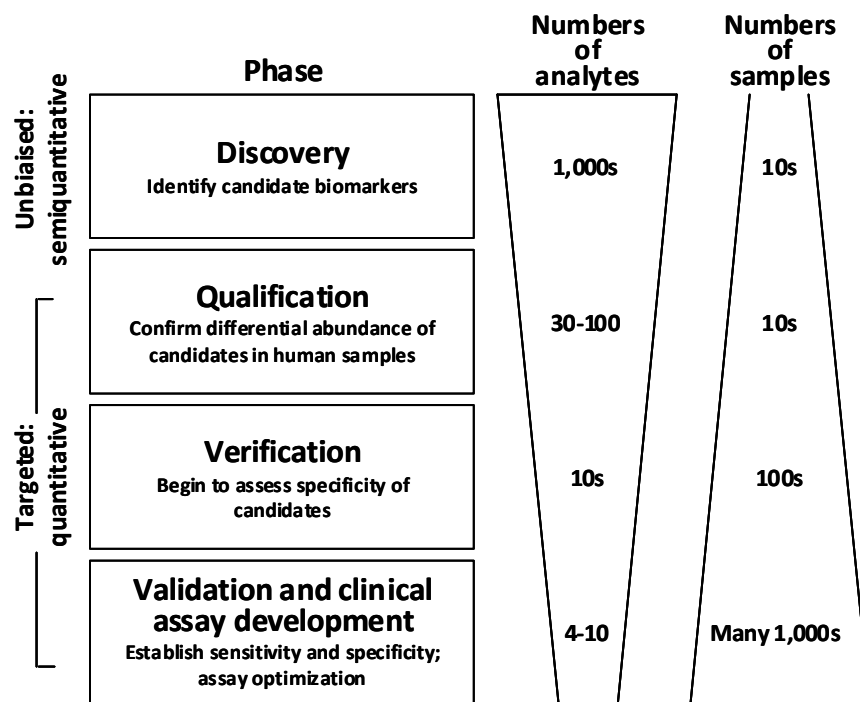 Numbers
of
analytes
Numbers
of
samples
Phase
Unbiaised:
semiquantitative
Discovery
Identify candidate biomarkers
1,000s
10s
Targeted:
quantitative
Qualification
Confirm differential abundance of
candidates in human samples
30-100
10s
Verification
Begin to assess specificity of
candidates
10s
100s
Validation and clinical
assay development
Establish sensitivity and specificity;
assay optimization
4-10
Many 1,000s